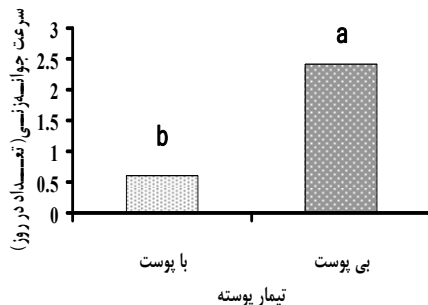 سرعت جوانه‌زنی(تعداد در روز)
3
2.5
2
1.5
1
0.5
0
a
b
با پوست
بی پوست
تیمار پوسته